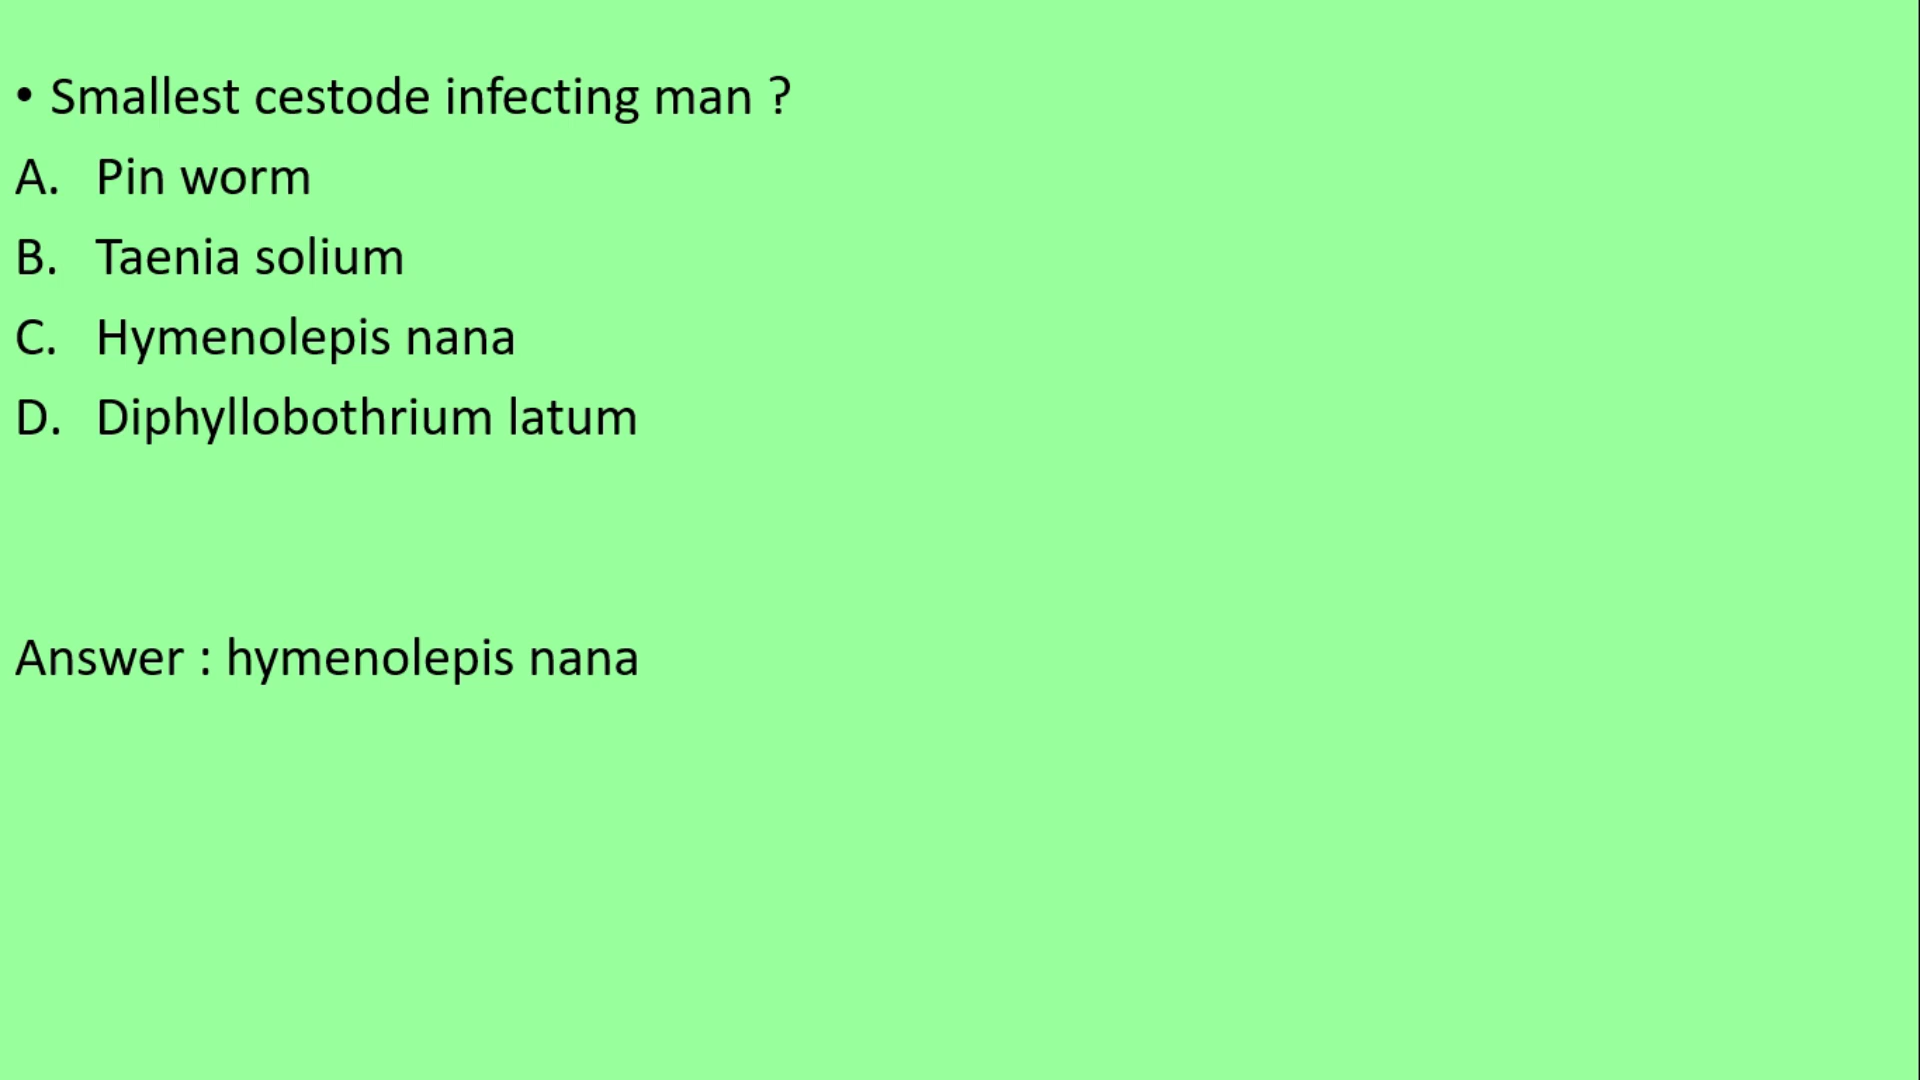 • Smallest cestode infecting man ?
A. Pin worm
B. Taenia solium
C. Hymenolepis nana
D. Diphyllobothrium latum
Answer : hymenolepis nana